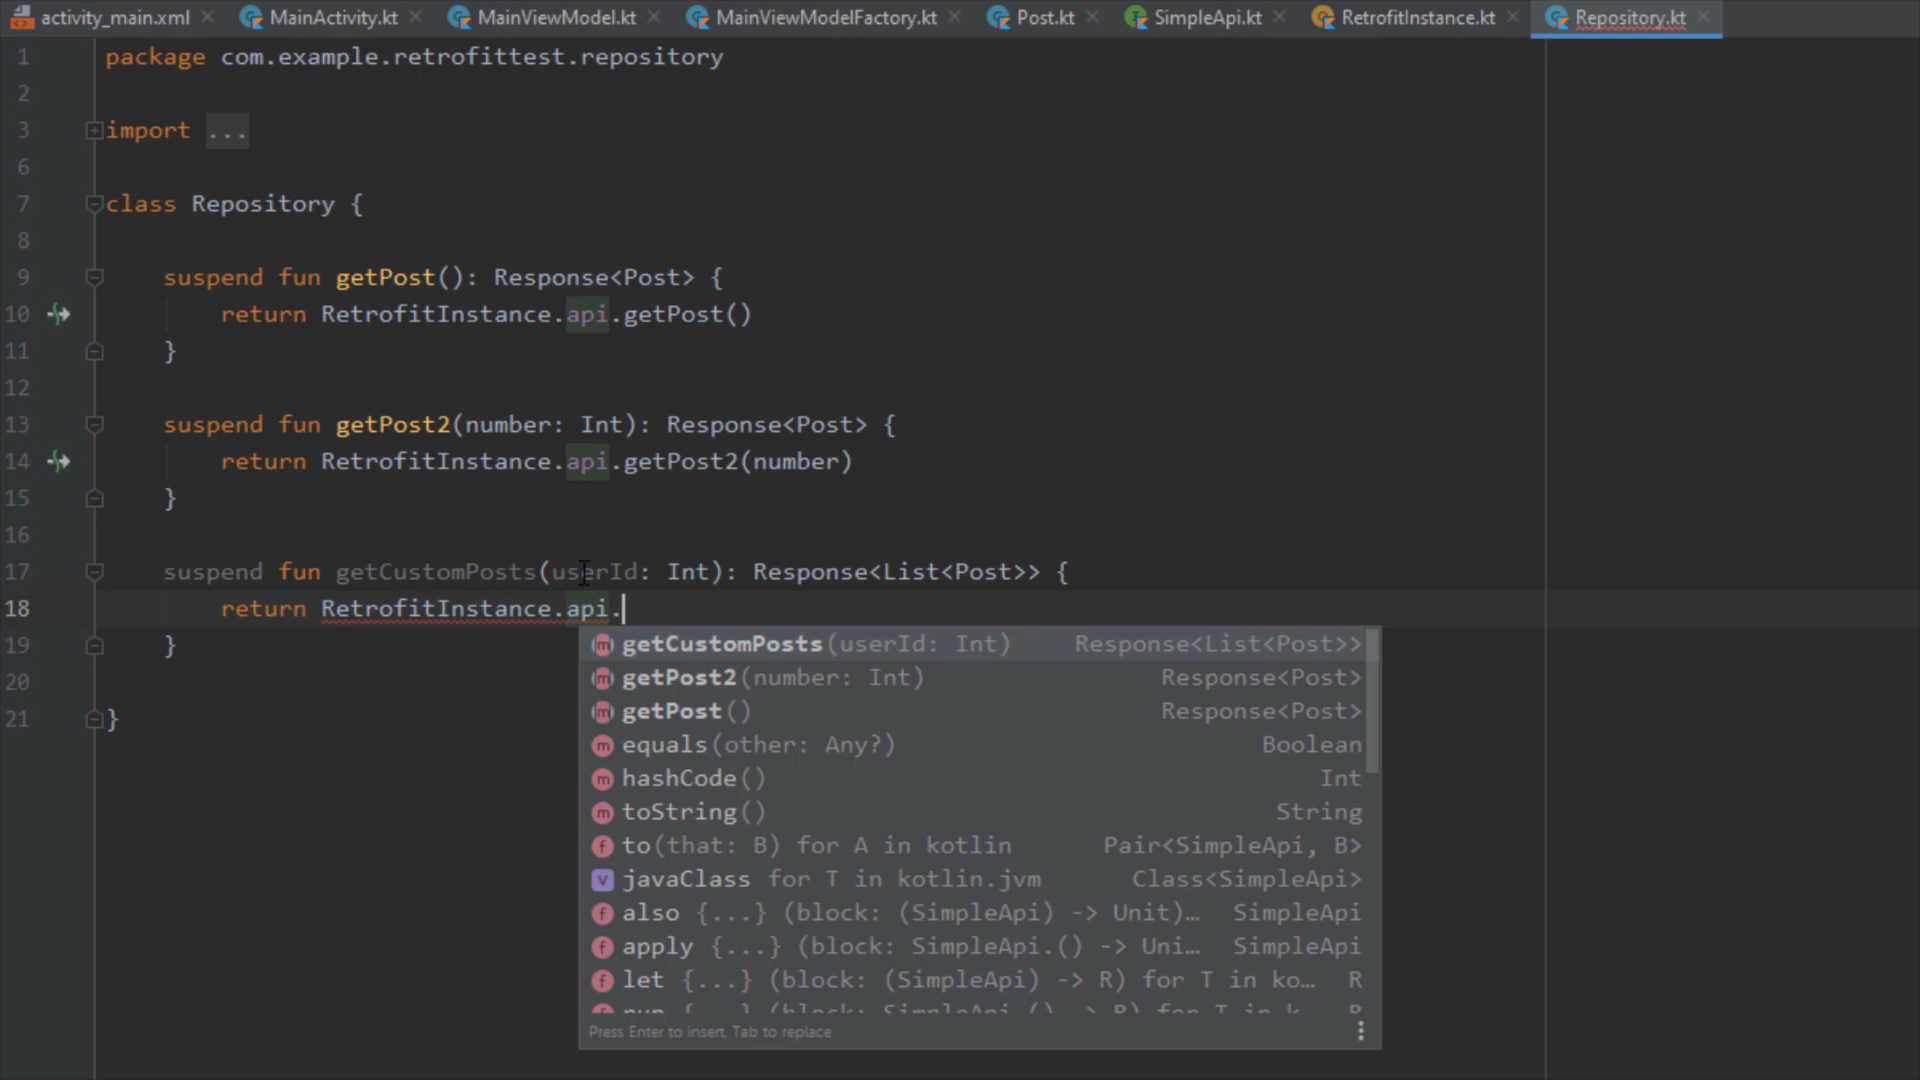 activity_main.xml MainActivity.kt MainViewModel.kt MainViewModelFactory.kt Post.kt SimpleApi.kt RetrofitInstance.kt Repository.kt
1 package com.example.retrofittest.repository
2
3 import ...
6
7 class Repository {
8
9 suspend fun getPost(): Response<Post> {
10 return RetrofitInstance.api.getPost()
11 }
12
13 suspend fun getPost2(number: Int): Response<Post> {
14 return RetrofitInstance.api.getPost2(number)
15 }
16
17 suspend fun getCustomPosts(userId: Int): Response<List<Post>> {
18 return RetrofitInstance.api.
19 }
20
21 }
getCustomPosts(userId: Int) Response<List<Post>>
getPost2(number: Int) Response<Post>
getPost() Response<Post>
equals(other: Any?) Boolean
hashCode() Int
toString() String
to(that: B) for A in kotlin Pair<SimpleApi, B>
javaClass for T in kotlin.jvm Class<SimpleApi>
also {...} (block: (SimpleApi) -> Unit)… SimpleApi
apply {...} (block: SimpleApi.() -> Uni… SimpleApi
let {...} (block: (SimpleApi) -> R) for T in ko… R
run {...} (block: SimpleApi.() -> R) for T in k… R
Press Enter to insert, Tab to replace